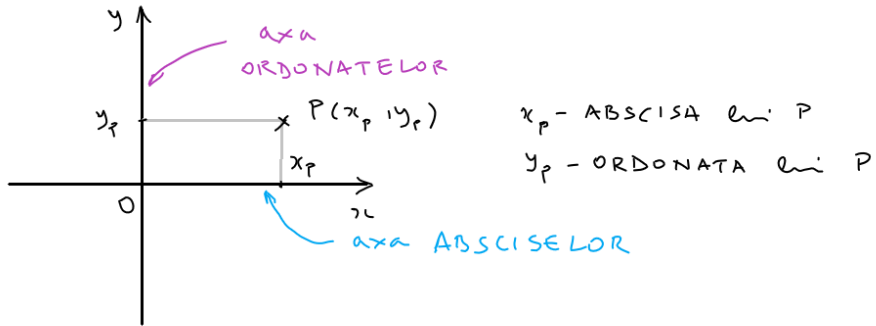 y
axa
ORDONATELOR
y_P
P(x_P, y_P)
x_P - ABSCISA lui P
x_P
y_P - ORDONATA lui P
O
x
axa ABSCISELOR